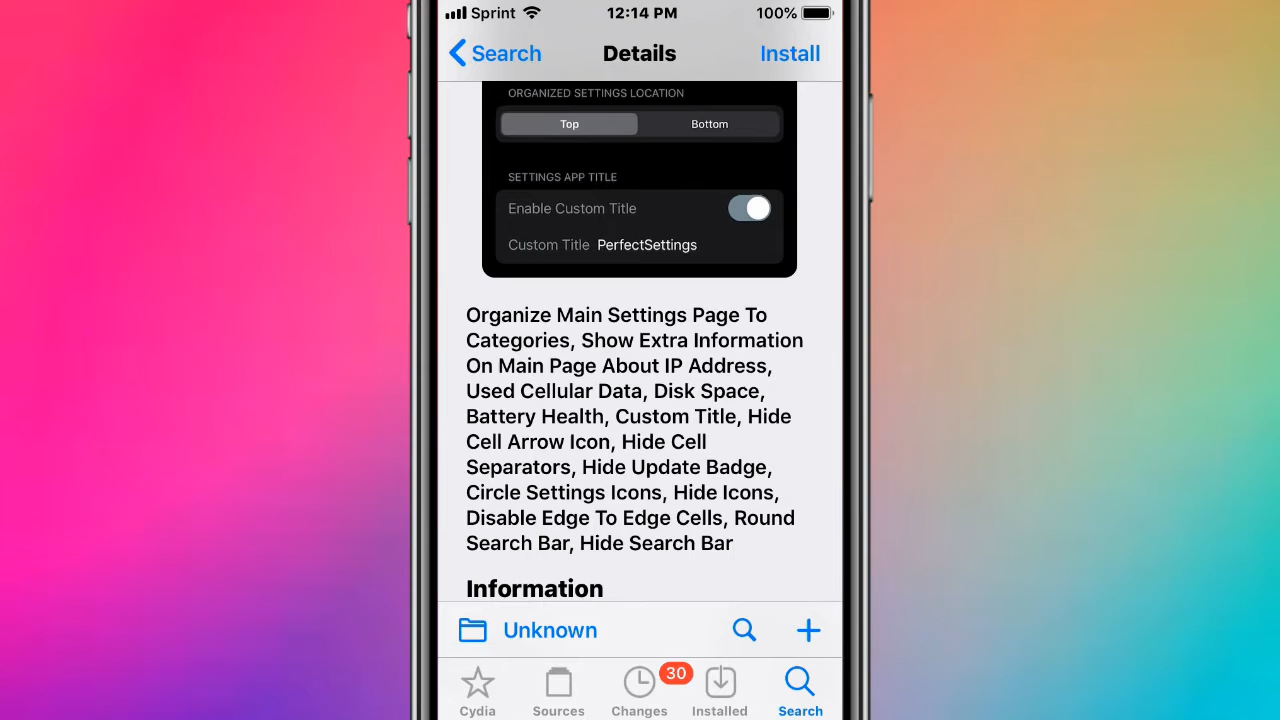 Sprint
12:14 PM
100%
Search
Details
Install
ORGANIZED SETTINGS LOCATION
Top
Bottom
SETTINGS APP TITLE
Enable Custom Title
Custom Title PerfectSettings
Organize Main Settings Page To
Categories, Show Extra Information
On Main Page About IP Address,
Used Cellular Data, Disk Space,
Battery Health, Custom Title, Hide
Cell Arrow Icon, Hide Cell
Separators, Hide Update Badge,
Circle Settings Icons, Hide Icons,
Disable Edge To Edge Cells, Round
Search Bar, Hide Search Bar
Information
Unknown
30
Cydia
Sources
Changes
Installed
Search